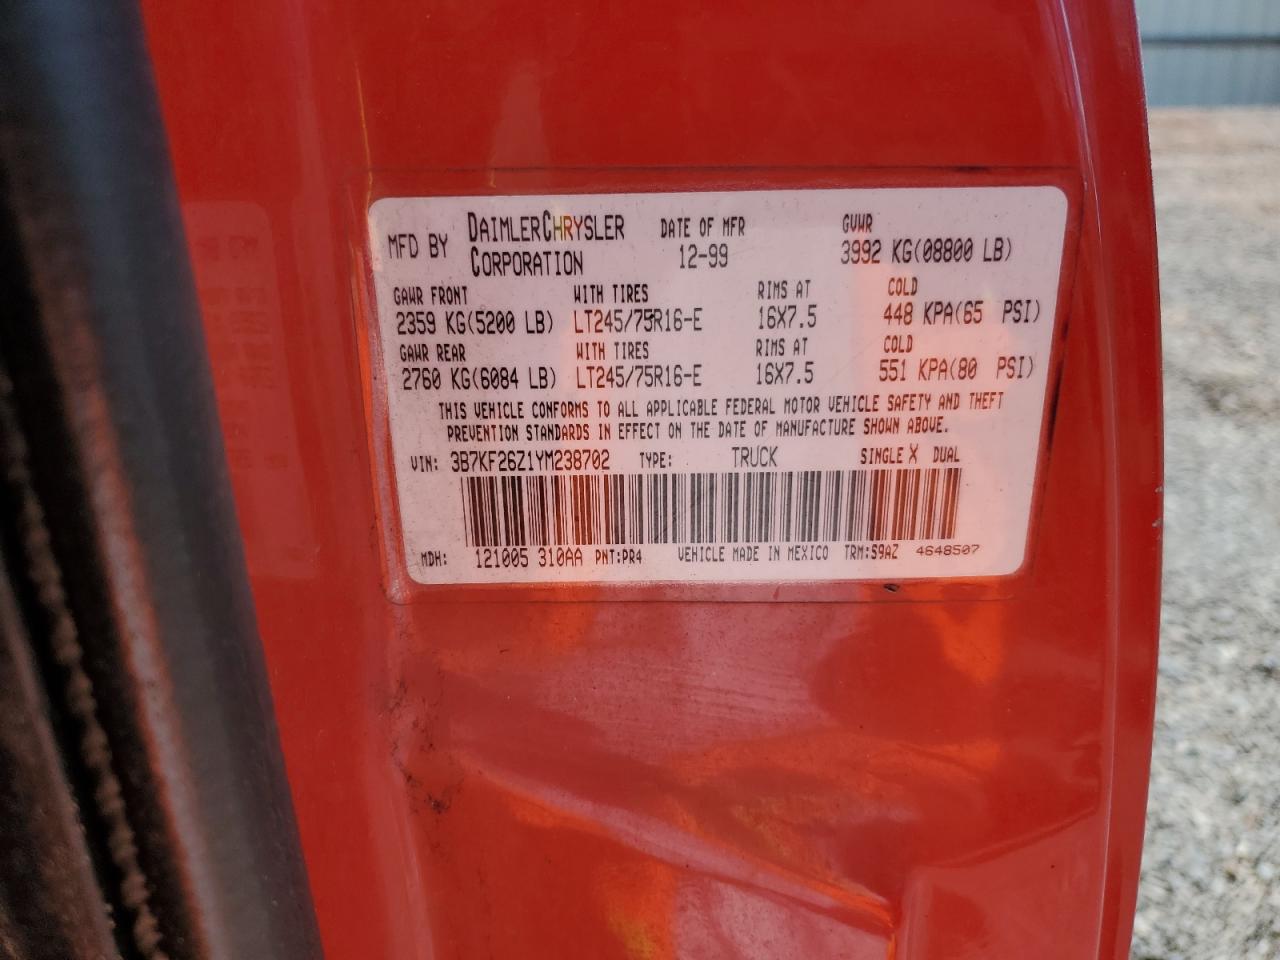 MFD BY DAIMLERCHRYSLER CORPORATION DATE OF MFR 12-99 GVWR 3992 KG(08800 LB)
GAWR FRONT WITH TIRES RIMS AT COLD
2359 KG(5200 LB) LT245/75R16-E 16X7.5 448 KPA(65 PSI)
GAWR REAR WITH TIRES RIMS AT COLD
2760 KG(6084 LB) LT245/75R16-E 16X7.5 551 KPA(80 PSI)
THIS VEHICLE CONFORMS TO ALL APPLICABLE FEDERAL MOTOR VEHICLE SAFETY AND THEFT
PREVENTION STANDARDS IN EFFECT ON THE DATE OF MANUFACTURE SHOWN ABOVE.
VIN: 3B7KF26Z1YM238702 TYPE: TRUCK SINGLE X DUAL
MDH: 121005 310AA PNT:PR4 VEHICLE MADE IN MEXICO TRM:S9AZ 4648507